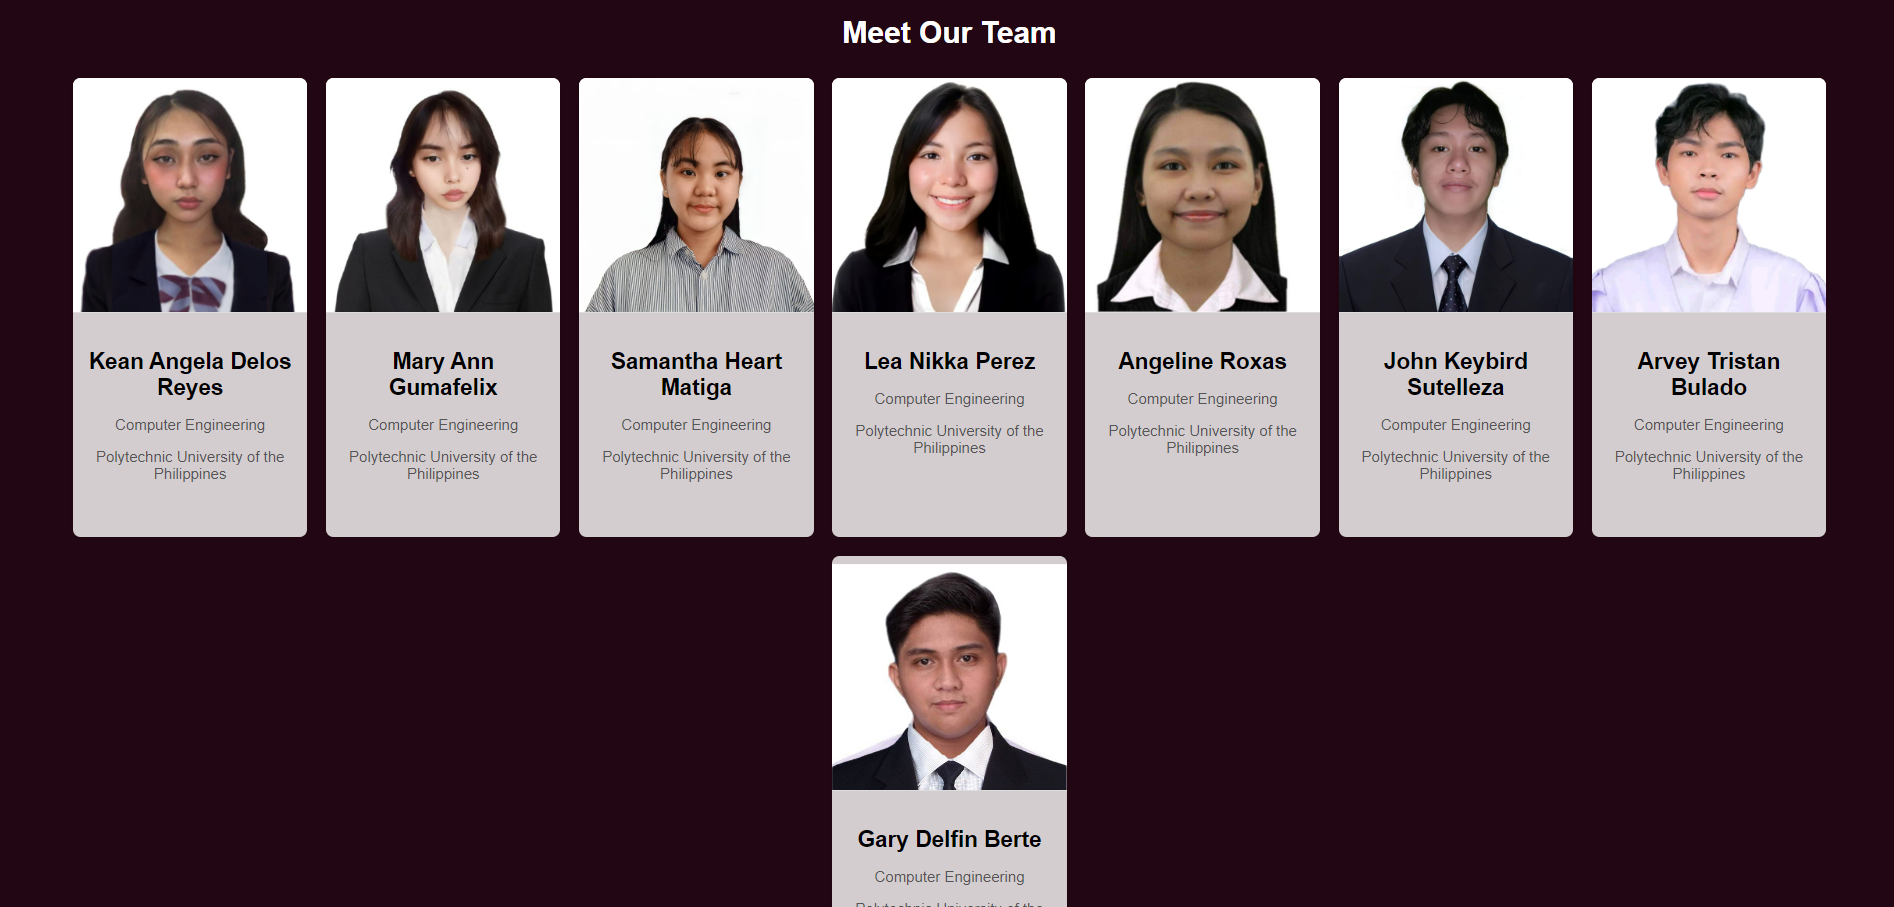 Meet Our Team
Kean Angela Delos
Reyes
Computer Engineering
Polytechnic University of the
Philippines
Mary Ann
Gumafelix
Computer Engineering
Polytechnic University of the
Philippines
Samantha Heart
Matiga
Computer Engineering
Polytechnic University of the
Philippines
Lea Nikka Perez
Computer Engineering
Polytechnic University of the
Philippines
Angeline Roxas
Computer Engineering
Polytechnic University of the
Philippines
John Keybird
Sutelleza
Computer Engineering
Polytechnic University of the
Philippines
Arvey Tristan
Bulado
Computer Engineering
Polytechnic University of the
Philippines
Gary Delfin Berte
Computer Engineering
Polytechnic University of the